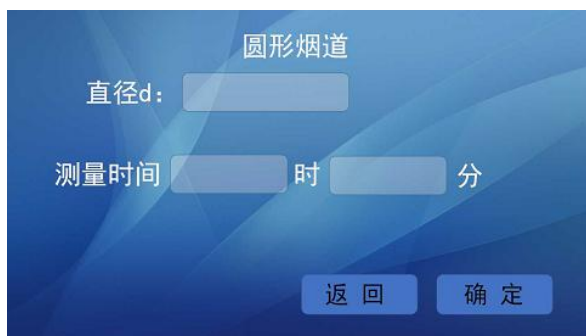 圆形烟道
直径d：
测量时间 时 分
返 回 确 定